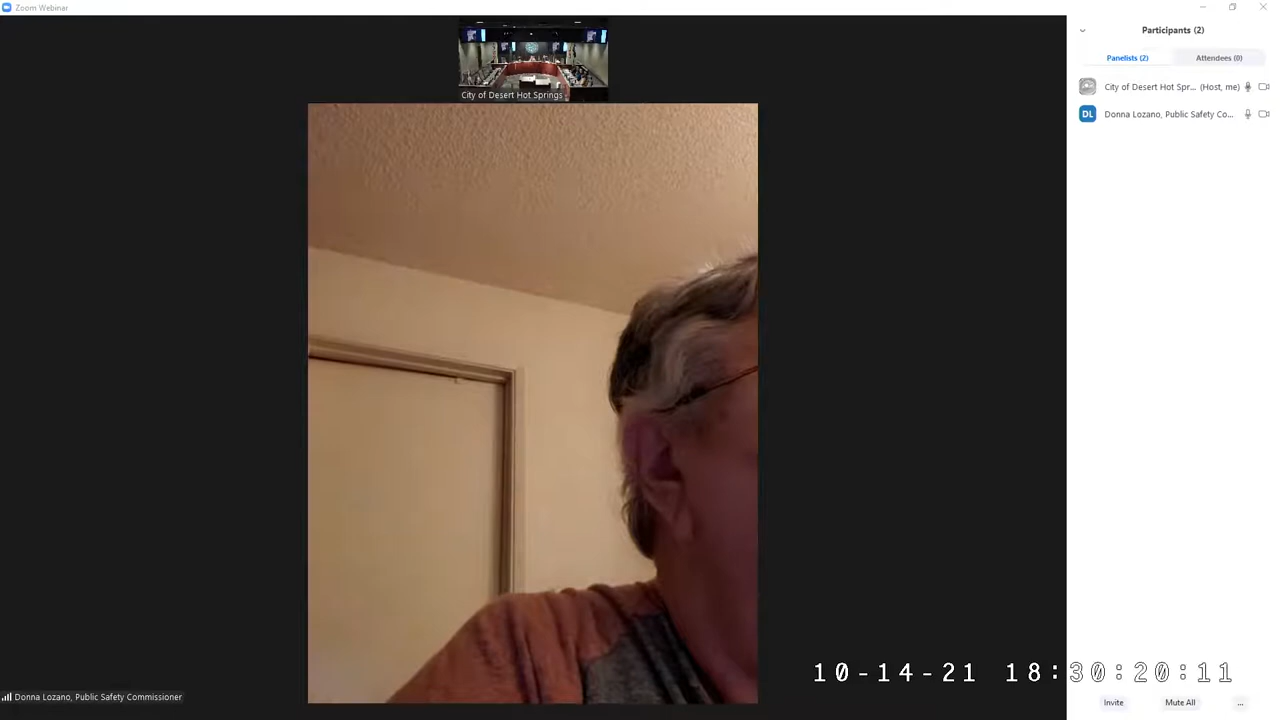 Zoom Webinar
City of Desert Hot Springs
Participants (2)
Panelists (2)
Attendees (0)
City of Desert Hot Spr... (Host, me)
DL
Donna Lozano, Public Safety Co...
10-14-21 18:30:20:11
Donna Lozano, Public Safety Commissioner
Invite
Mute All
...